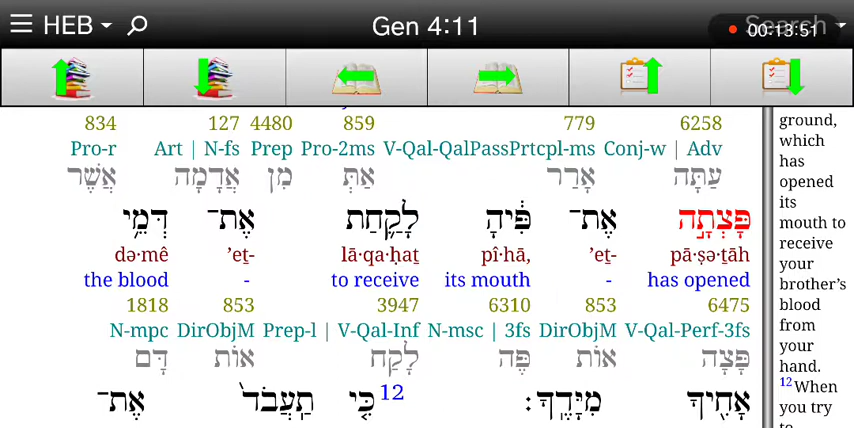 HEB Gen 4:11 Search 00:13:51
834 127 4480 859 779 6258
Pro-r Art | N-fs Prep Pro-2ms V-Qal-QalPassPrtcpl-ms Conj-w | Adv
עַתָּה אָרַר אַתְּ מִן אֲדָמָה אֲשֶׁר
פָּצְתָ֣ה אֶת־ פִּ֔יהָ לָקַ֛חַת אֶת־ דְּמֵ֥י
də·mê ’eṯ- lā·qa·ḥaṯ pî·hā, ’eṯ- pā·ṣə·ṯāh
the blood - to receive its mouth - has opened
1818 853 3947 6310 853 6475
N-mpc DirObjM Prep-l | V-Qal-Inf N-msc | 3fs DirObjM V-Qal-Perf-3fs
פָּצָה אוֹת פֶּה לָקַח אוֹת דָּם
אָחִ֖יךָ מִיָּדֶֽךָ׃ 12 כִּ֤י תַֽעֲבֹד֙ אֶת־
ground,
which
has
opened
its
mouth to
receive
your
brother’s
blood
from
your
hand.
12 When
you try